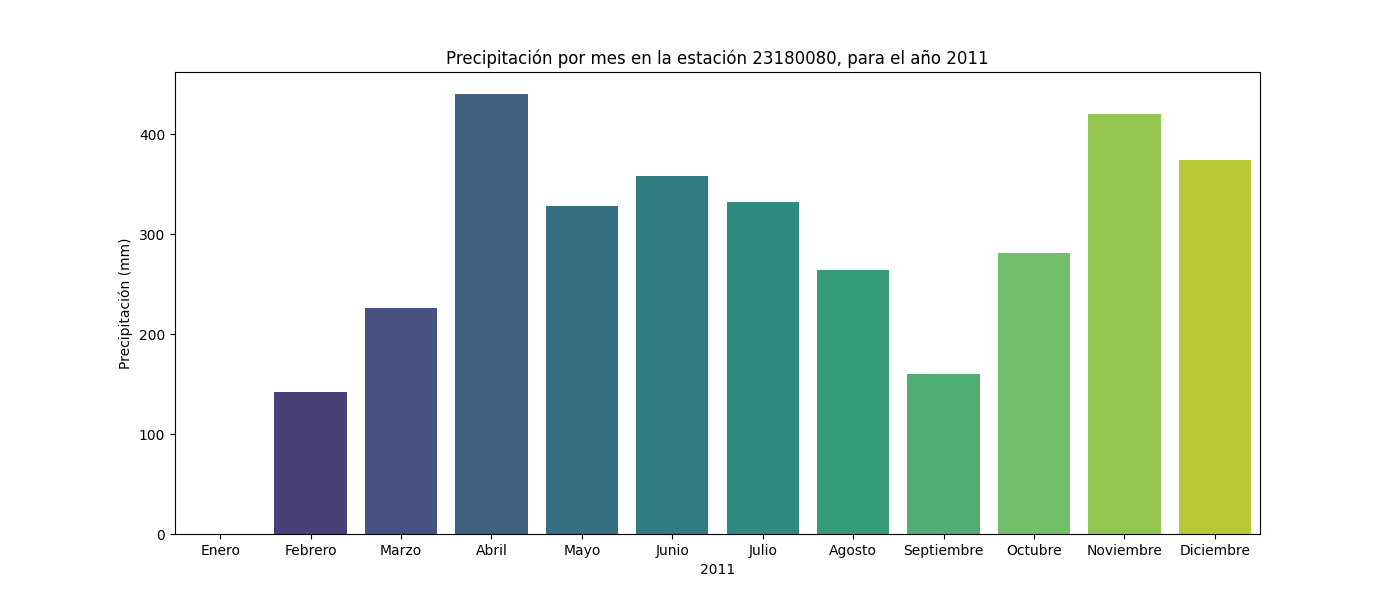 Precipitación por mes en la estación 23180080, para el año 2011
Precipitación (mm)
400
300
200
100
0
Enero Febrero Marzo Abril Mayo Junio Julio Agosto Septiembre Octubre Noviembre Diciembre
2011